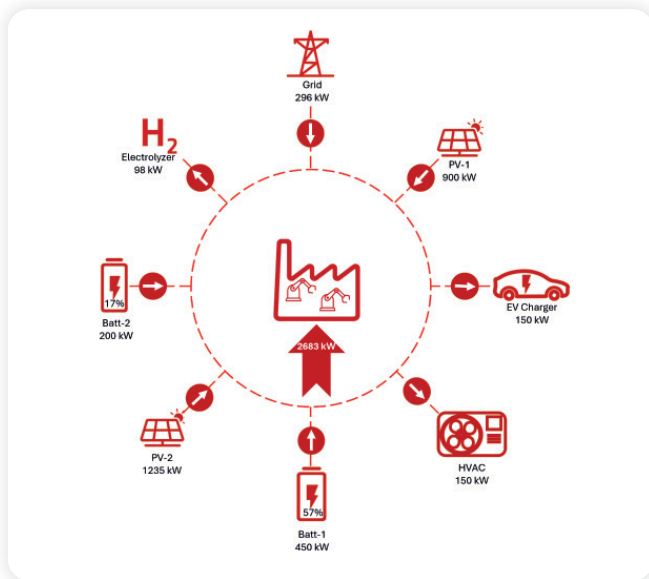 Grid
296 kW
H2
Electrolyzer
98 kW
PV-1
900 kW
17%
Batt-2
200 kW
EV Charger
150 kW
2683 kW
PV-2
1235 kW
HVAC
150 kW
57%
Batt-1
450 kW